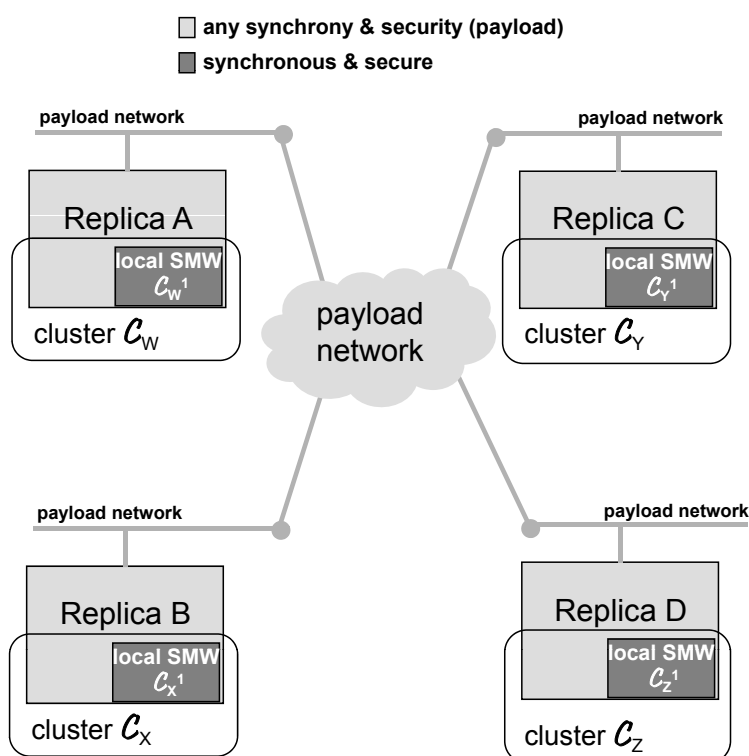 any synchrony & security (payload)
synchronous & secure
payload network
Replica A
local SMW
C_W^1
cluster C_W
payload network
Replica C
local SMW
C_Y^1
cluster C_Y
payload
network
payload network
Replica B
local SMW
C_X^1
cluster C_X
payload network
Replica D
local SMW
C_Z^1
cluster C_Z